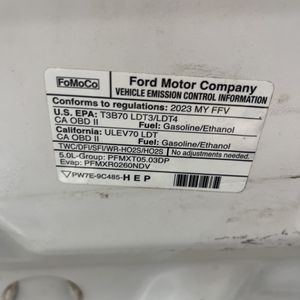 FoMoCo
Ford Motor Company
VEHICLE EMISSION CONTROL INFORMATION
Conforms to regulations: 2023 MY FFV
U.S. EPA: T3B70 LDT3/LDT4
CA OBD II Fuel: Gasoline/Ethanol
California: ULEV70 LDT
CA OBD II Fuel: Gasoline/Ethanol
TWC/DFI/SFI/WR-HO2S/HO2S No adjustments needed.
5.0L-Group: PFMXT05.03DP
Evap: PFMXR0260NDV
PW7E-9C485-HEP